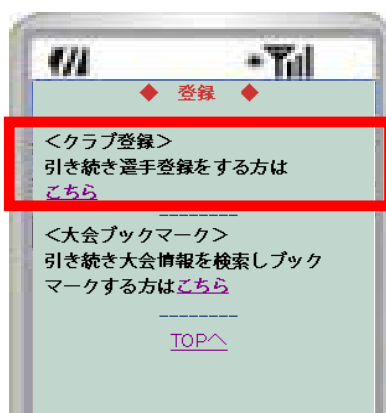 ◆ 登録 ◆
<クラブ登録>
引き続き選手登録をする方は
こちら
--------
<大会ブックマーク>
引き続き大会情報を検索しブック
マークする方はこちら
--------
TOPへ